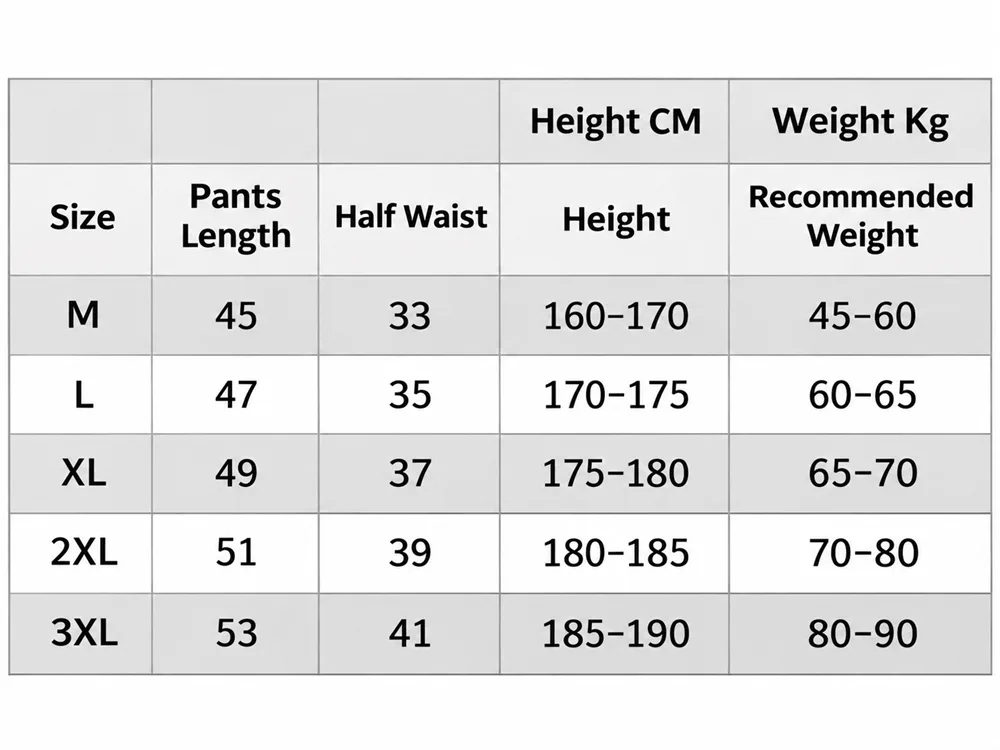 Height CM Weight Kg
Size Pants Length Half Waist Height Recommended Weight
M 45 33 160–170 45–60
L 47 35 170–175 60–65
XL 49 37 175–180 65–70
2XL 51 39 180–185 70–80
3XL 53 41 185–190 80–90